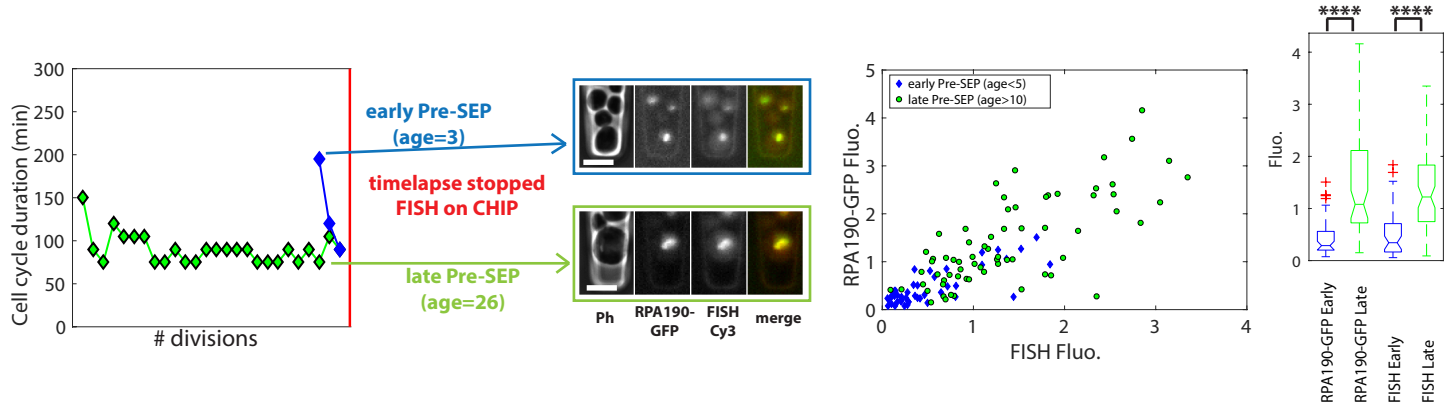 300
250
200
150
100
50
0
Cell cycle duration (min)
# divisions
early Pre-SEP
(age=3)
timelapse stopped
FISH on CHIP
late Pre-SEP
(age=26)
Ph
RPA190-
GFP
FISH
Cy3
merge
5
4
3
2
1
0
RPA190-GFP Fluo.
early Pre-SEP (age<5)
late Pre-SEP (age>10)
0
1
2
3
4
FISH Fluo.
**** ****
4
3
2
1
0
Fluo.
RPA190-GFP Early
RPA190-GFP Late
FISH Early
FISH Late